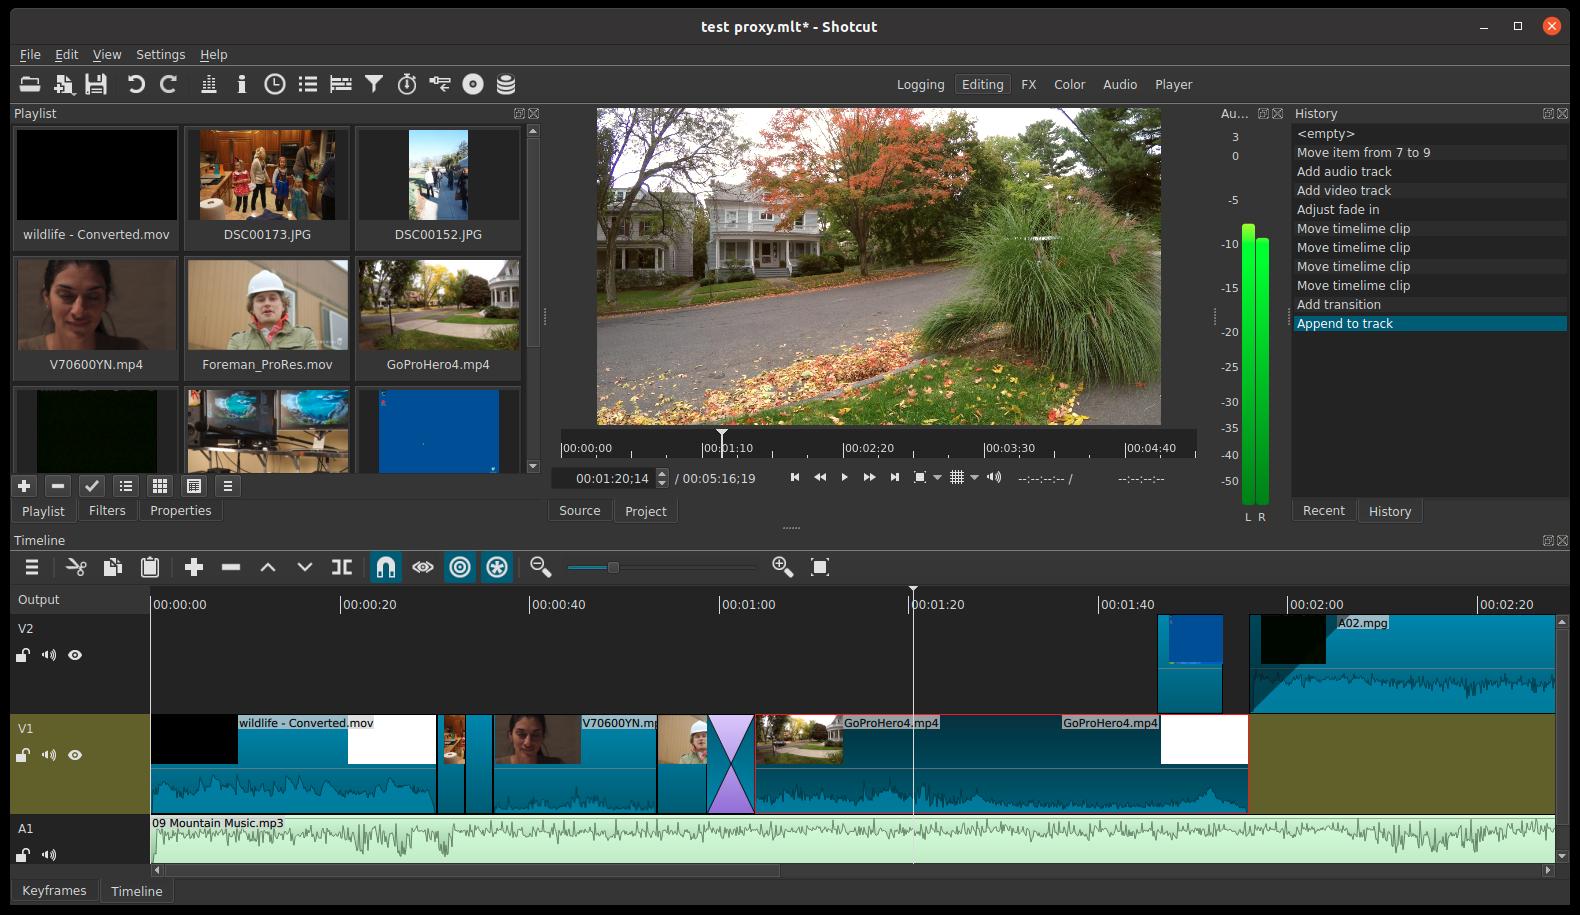 test proxy.mlt* - Shotcut
File Edit View Settings Help
Logging Editing FX Color Audio Player
Playlist
wildlife - Converted.mov
DSC00173.JPG
DSC00152.JPG
V70600YN.mp4
Foreman_ProRes.mov
GoProHero4.mp4
Playlist Filters Properties
00:00:00 00:01:10 00:02:20 00:03:30 00:04:40
00:01:20;14 / 00:05:16;19 --:--:--:-- / --:--:--:--
Source Project
Au...
3
0
-5
-10
-15
-20
-25
-30
-35
-40
-50
L R
History
<empty>
Move item from 7 to 9
Add audio track
Add video track
Adjust fade in
Move timelime clip
Move timelime clip
Move timelime clip
Move timelime clip
Add transition
Append to track
Recent History
Timeline
Output
00:00:00 00:00:20 00:00:40 00:01:00 00:01:20 00:01:40 00:02:00 00:02:20
V2
A02.mpg
V1
wildlife - Converted.mov V70600YN.mp GoProHero4.mp4 GoProHero4.mp4
A1
09 Mountain Music.mp3
Keyframes Timeline